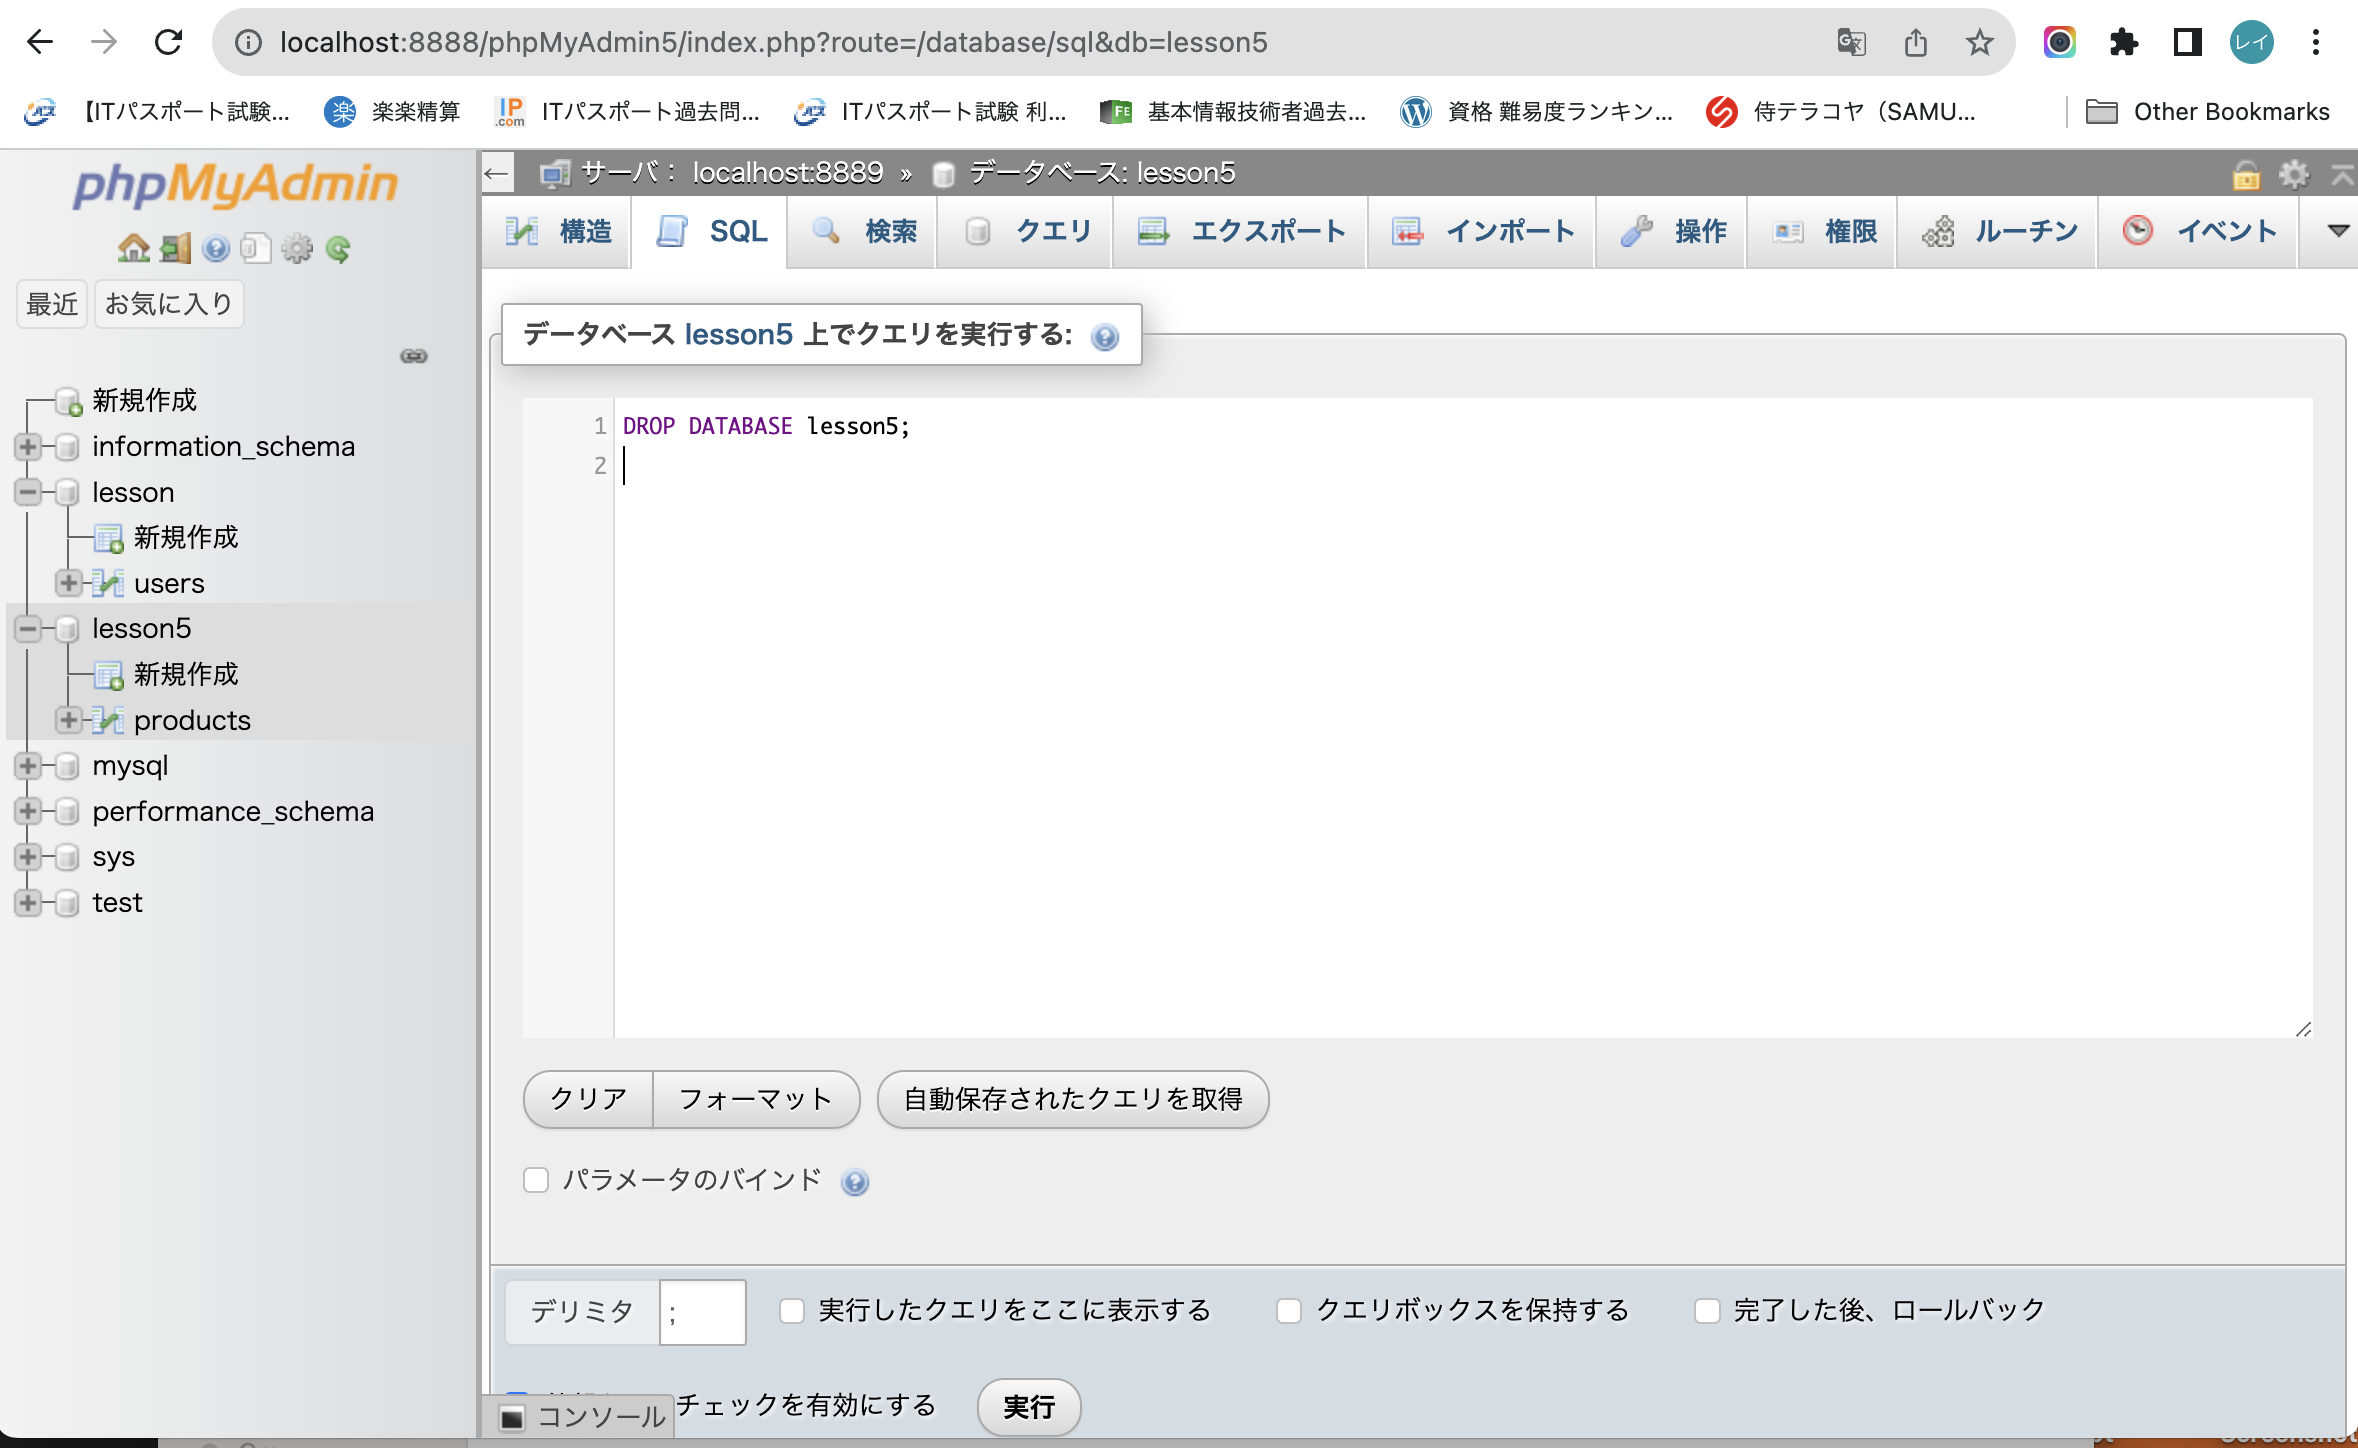 localhost:8888/phpMyAdmin5/index.php?route=/database/sql&db=lesson5
レイ
【ITパスポート試験...
楽 楽楽精算
IP.com ITパスポート過去問...
ITパスポート試験 利...
FE 基本情報技術者過去...
資格 難易度ランキン...
侍テラコヤ（SAMU...
Other Bookmarks
phpMyAdmin
最近
お気に入り
新規作成
information_schema
lesson
新規作成
users
lesson5
新規作成
products
mysql
performance_schema
sys
test
サーバ： localhost:8889 » データベース: lesson5
構造
SQL
検索
クエリ
エクスポート
インポート
操作
権限
ルーチン
イベント
データベース lesson5 上でクエリを実行する:
1 DROP DATABASE lesson5;
2
クリア
フォーマット
自動保存されたクエリを取得
パラメータのバインド
デリミタ ;
実行したクエリをここに表示する
クエリボックスを保持する
完了した後、ロールバック
チェックを有効にする
実行
コンソール